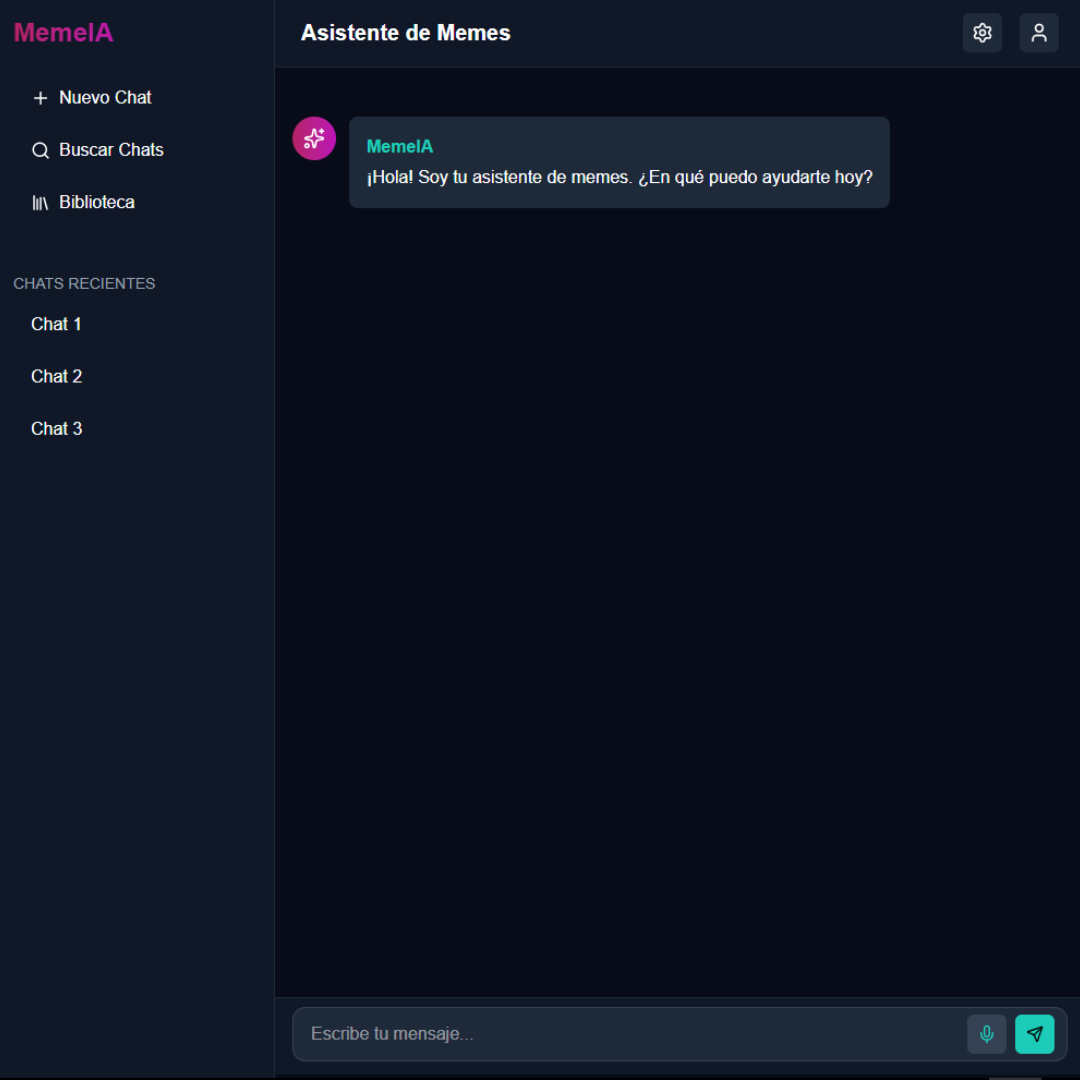 MemeIA
Nuevo Chat
Buscar Chats
Biblioteca
CHATS RECIENTES
Chat 1
Chat 2
Chat 3
Asistente de Memes
MemeIA
¡Hola! Soy tu asistente de memes. ¿En qué puedo ayudarte hoy?
Escribe tu mensaje...